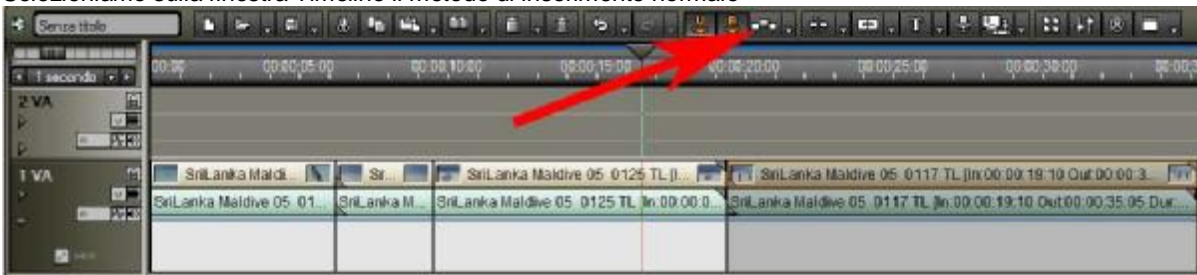 Selezioniamo sulla finestra Timeline il metodo di inserimento normale
Senza titolo
1 secondo
00:00 00:00:05:00 00:00:10:00 00:00:15:00 00:00:20:00 00:00:25:00 00:00:30:00 00:00:3
2 VA
1 VA
SriLanka Maldi... Sr... SriLanka Maldive 05 0125 TL [I... SriLanka Maldive 05 0117 TL [In:00:00:19:10 Out:00:00:3...
SriLanka Maldive 05 01... SriLanka M... SriLanka Maldive 05 0125 TL [In:00:00:0... SriLanka Maldive 05 0117 TL [In:00:00:19:10 Out:00:00:35:05 Dur...